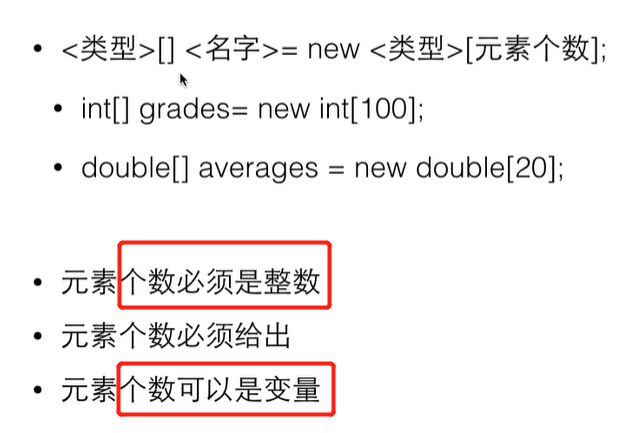 • <类型>[] <名字>= new <类型>[元素个数];
• int[] grades= new int[100];
• double[] averages = new double[20];
• 元素个数必须是整数
• 元素个数必须给出
• 元素个数可以是变量